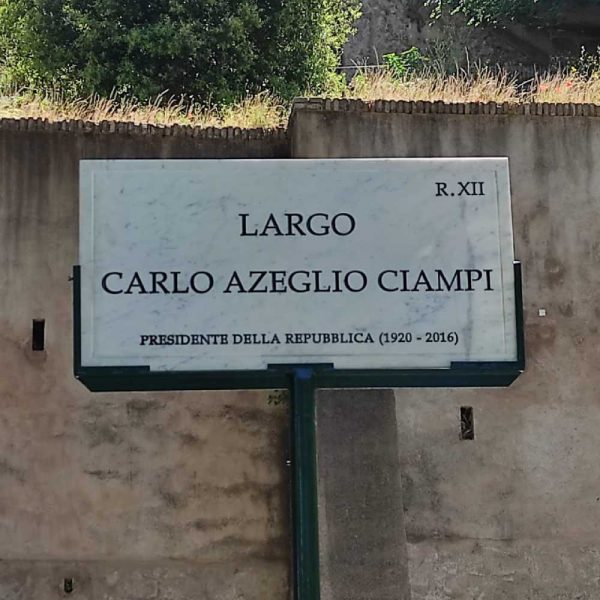 R.XII
LARGO
CARLO AZEGLIO CIAMPI
PRESIDENTE DELLA REPUBBLICA (1920 - 2016)